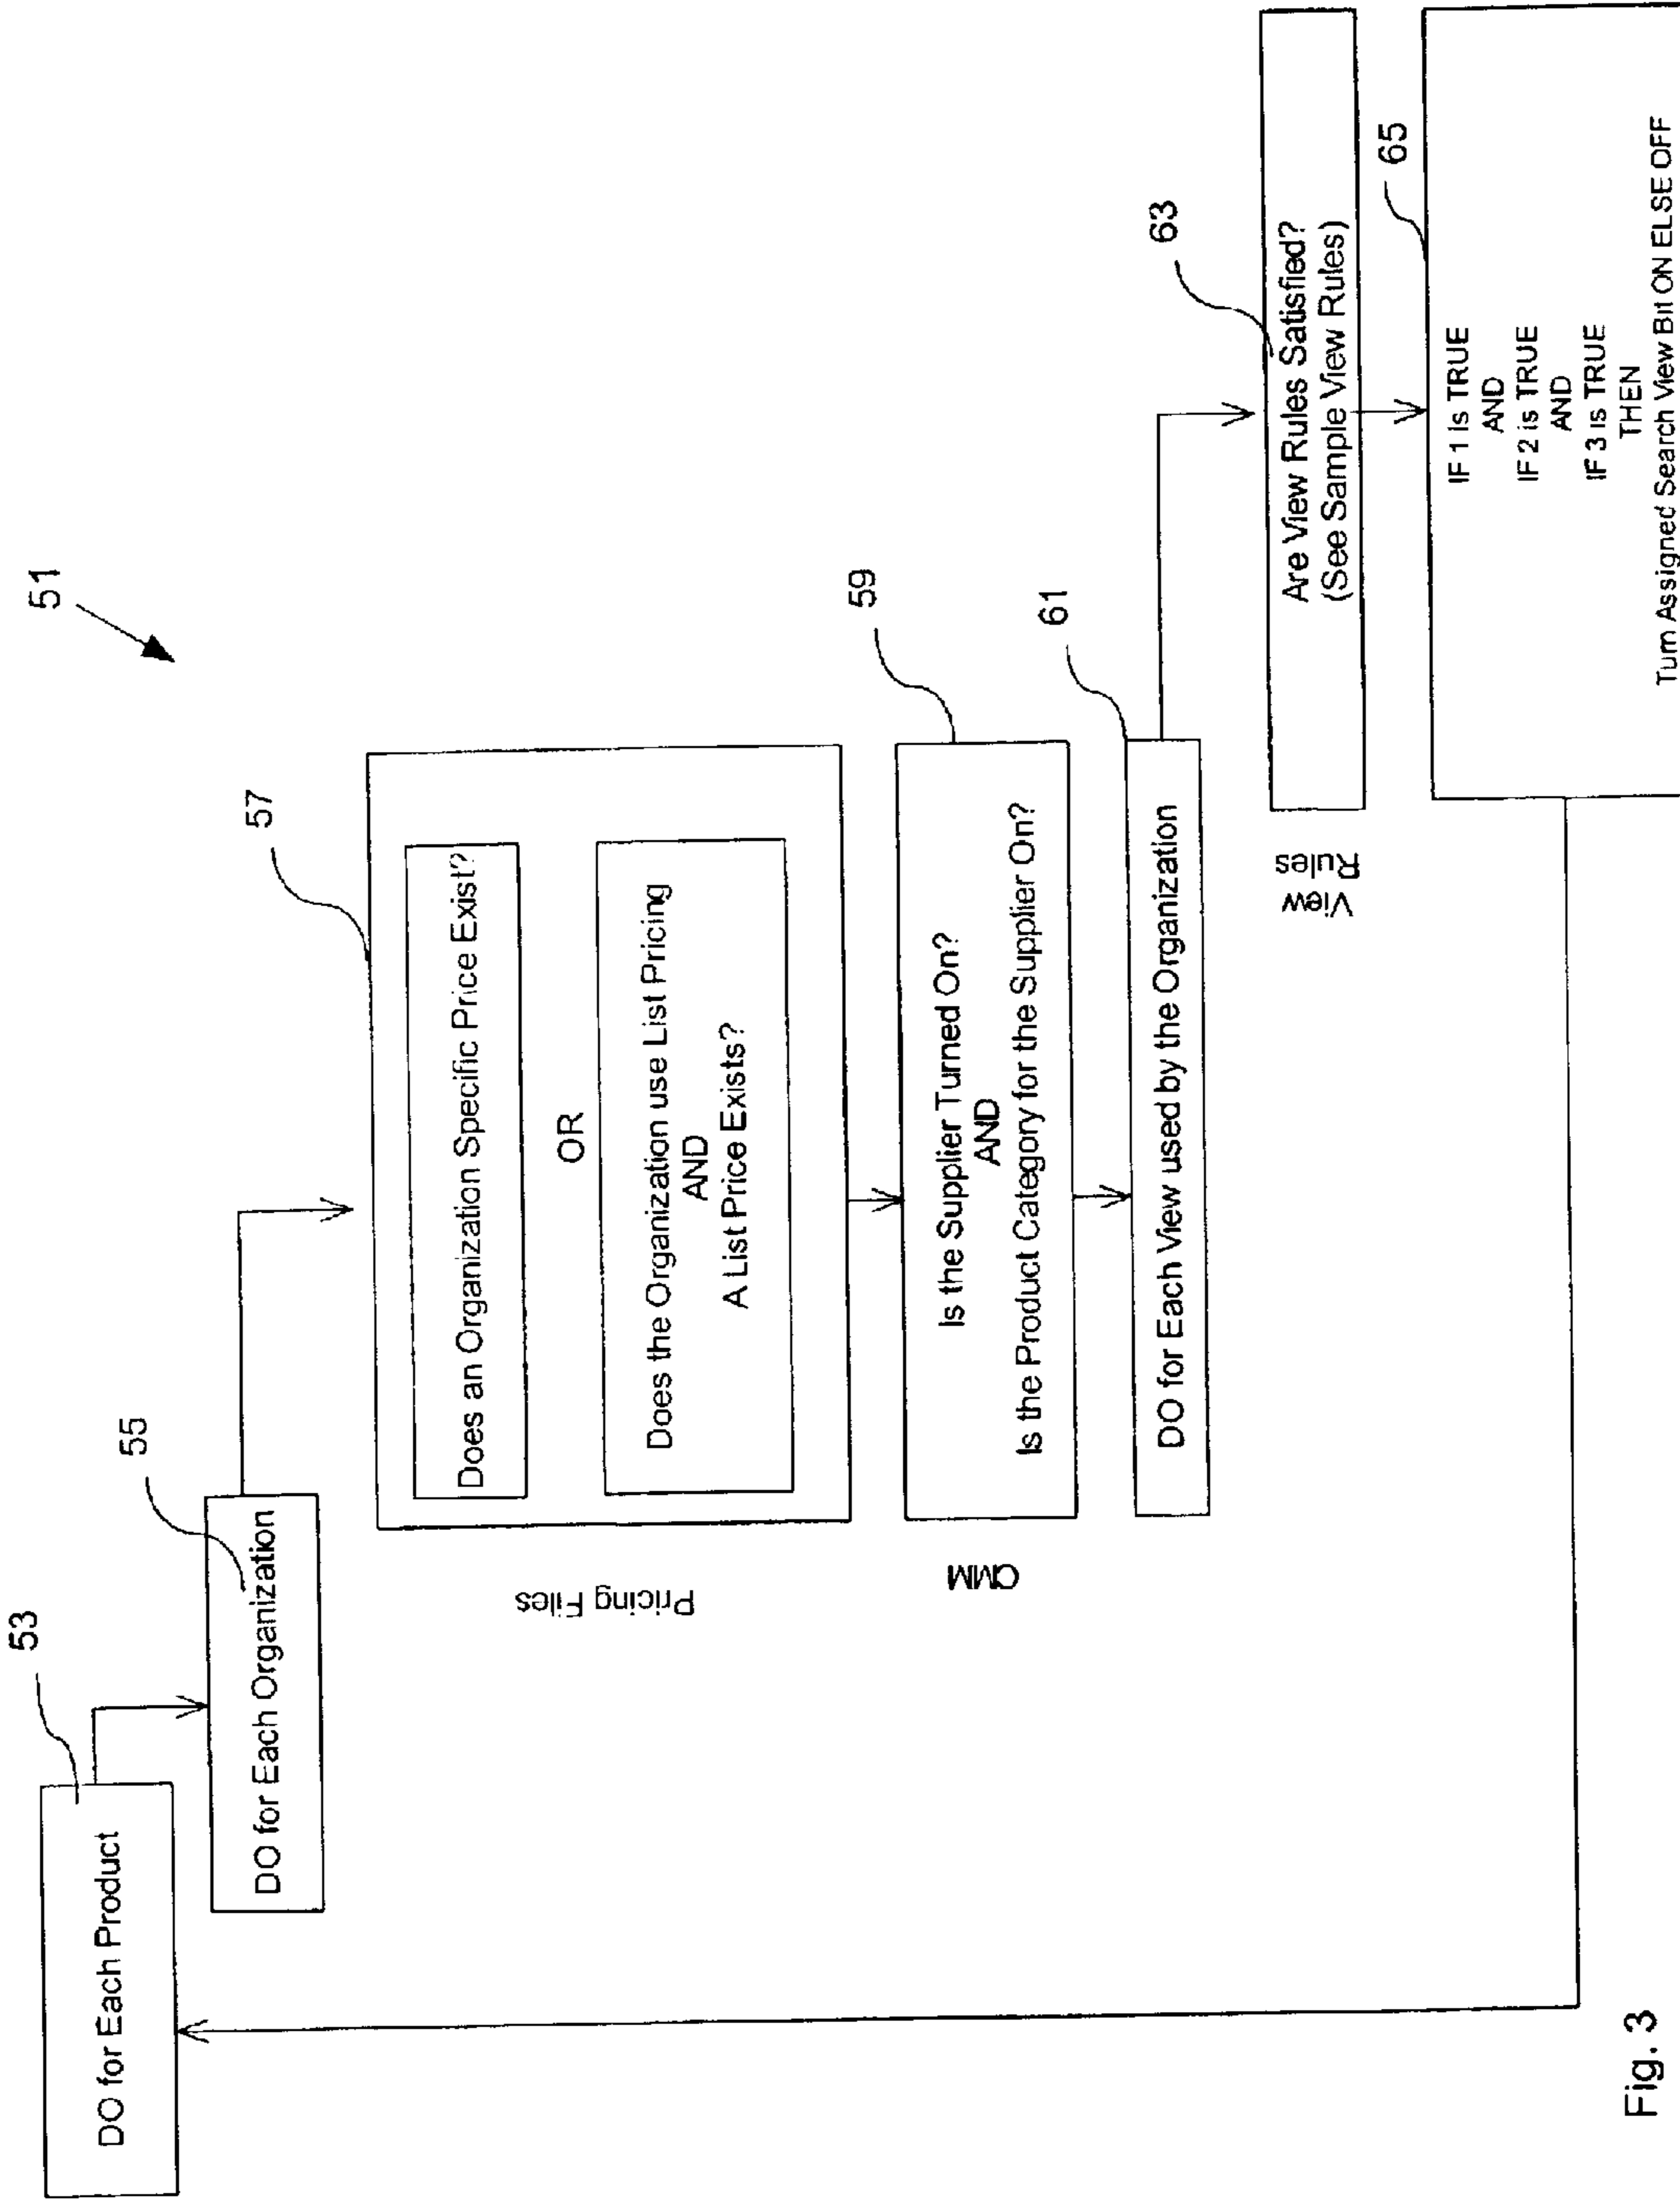 51
53
DO for Each Product
55
DO for Each Organization
57
Pricing Files
Does an Organization Specific Price Exist?
OR
Does the Organization use List Pricing
AND
A List Price Exists?
59
QMM
Is the Supplier Turned On?
AND
Is the Product Category for the Supplier On?
61
DO for Each View used by the Organization
63
View
Rules
Are View Rules Satisfied?
(See Sample View Rules)
65
IF 1 is TRUE
AND
IF 2 is TRUE
AND
IF 3 is TRUE
THEN
Turn Assigned Search View Bit ON ELSE OFF
Fig. 3